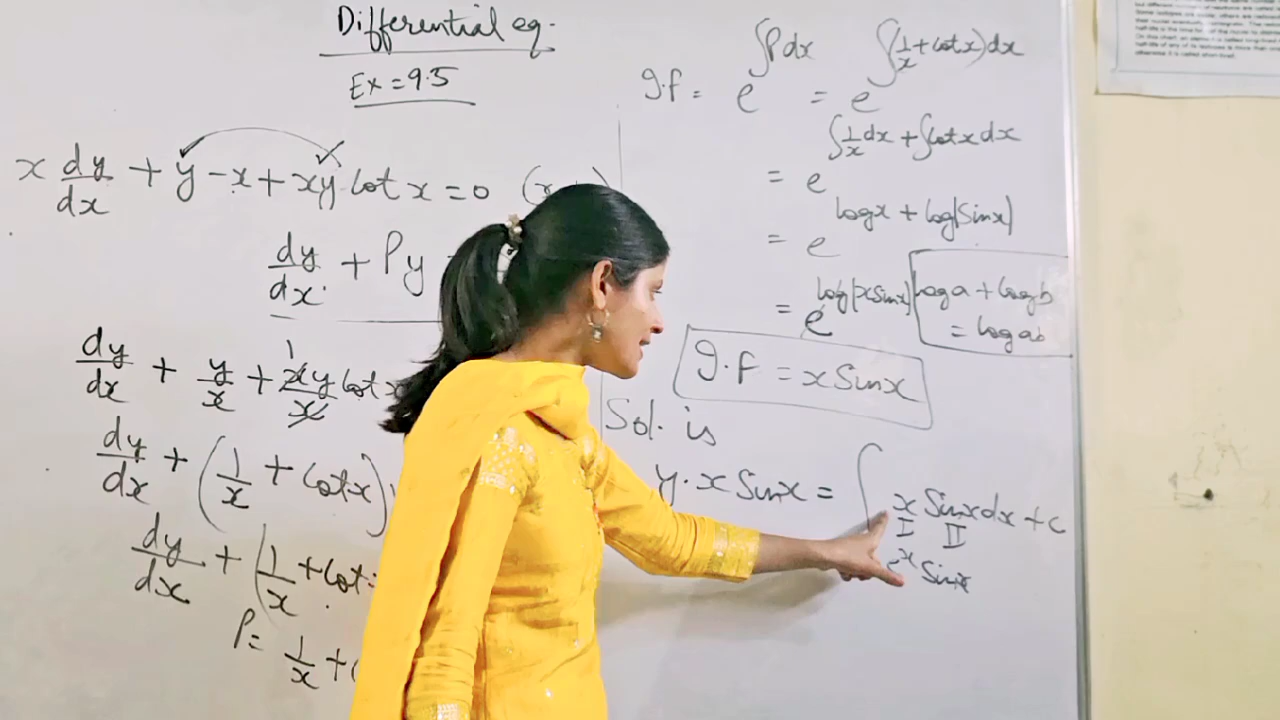 Differential eq.
Ex = 9.5
x dy/dx + y - x + xy cot x = 0 (x
dy/dx + Py
dy/dx + y/x + xy cot x/x
1
dy/dx + (1/x + cot x)
dy/dx + (1/x + cot
P = 1/x +
I.f = e^∫P dx = e^∫(1/x + cot x)dx
= e^∫1/x dx + ∫cot x dx
= e^log x + log|Sin x|
= e^log|x Sin x|
log a + log b
= log ab
I.f = x Sin x
Sol. is
y · x Sin x = ∫ x Sin x dx + c
I II
e^x Sin x